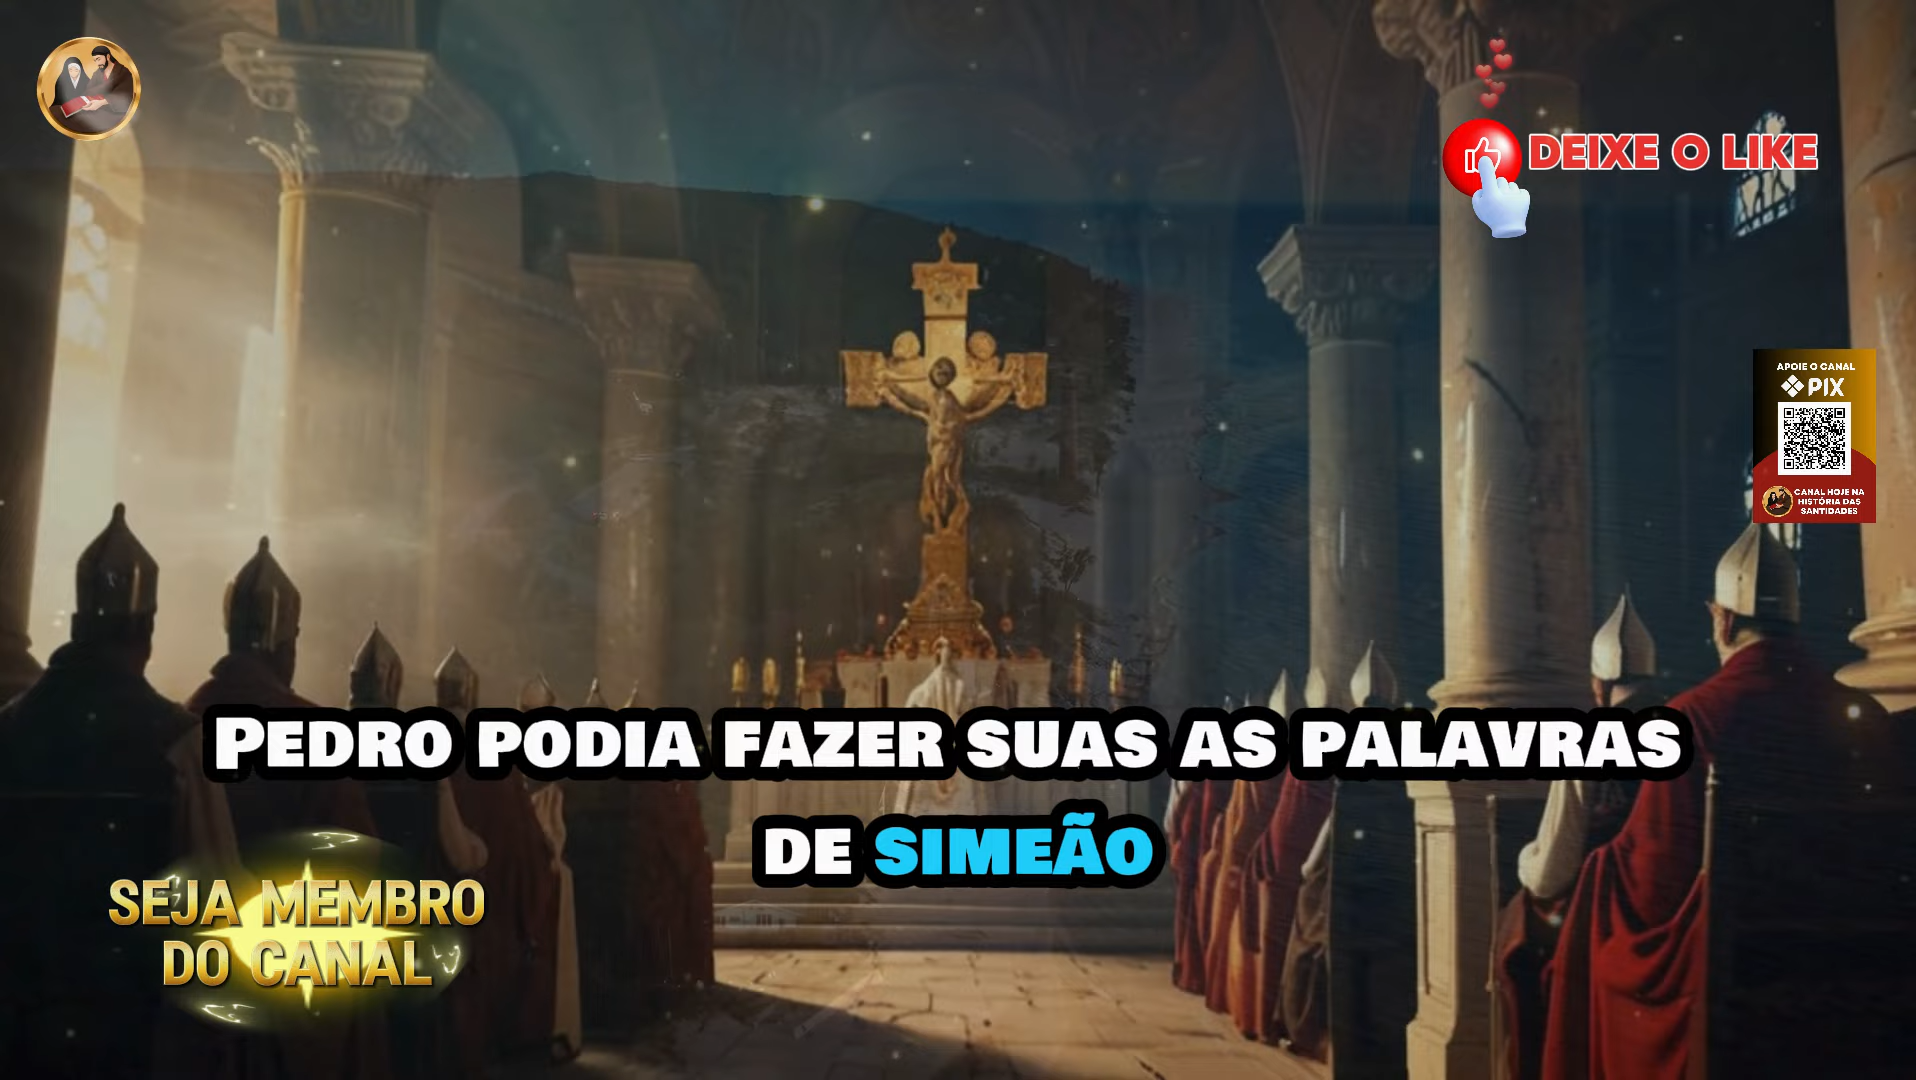 DEIXE O LIKE
APOIE O CANAL
PIX
CANAL HOJE NA
HISTÓRIA DAS
SANTIDADES
PEDRO PODIA FAZER SUAS AS PALAVRAS
DE SIMEÃO
SEJA MEMBRO
DO CANAL